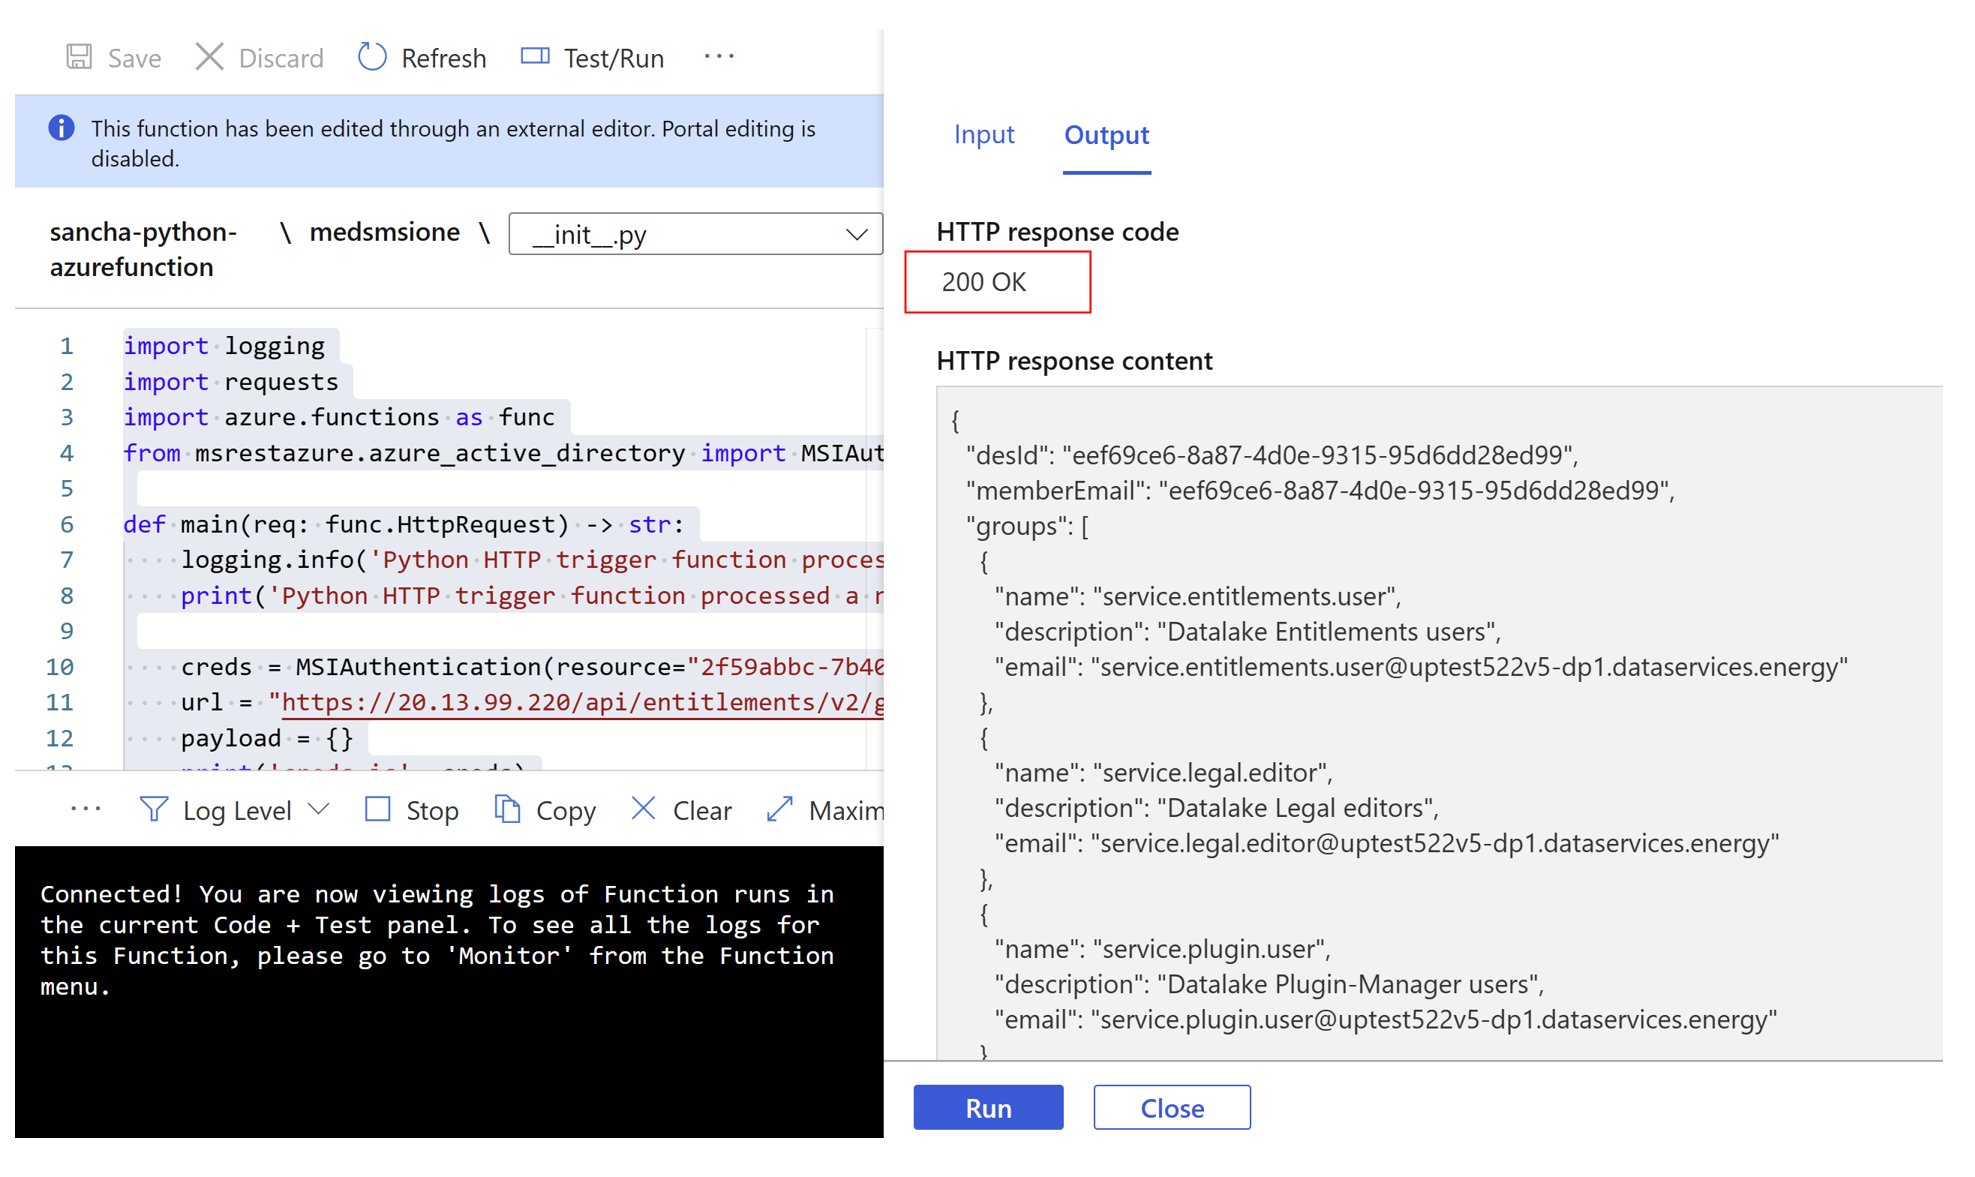 Save Discard Refresh Test/Run ...
This function has been edited through an external editor. Portal editing is
disabled.
sancha-python-
azurefunction \ medsmsione \ __init__.py
1 import logging
2 import requests
3 import azure.functions as func
4 from msrestazure.azure_active_directory import MSIAut
5
6 def main(req: func.HttpRequest) -> str:
7 logging.info('Python HTTP trigger function proces
8 print('Python HTTP trigger function processed a r
9
10 creds = MSIAuthentication(resource="2f59abbc-7b40
11 url = "https://20.13.99.220/api/entitlements/v2/g
12 payload = {}
13 print('creds is', creds)
... Log Level Stop Copy Clear Maxim
Connected! You are now viewing logs of Function runs in
the current Code + Test panel. To see all the logs for
this Function, please go to 'Monitor' from the Function
menu.
Input Output
HTTP response code
200 OK
HTTP response content
{
"desId": "eef69ce6-8a87-4d0e-9315-95d6dd28ed99",
"memberEmail": "eef69ce6-8a87-4d0e-9315-95d6dd28ed99",
"groups": [
{
"name": "service.entitlements.user",
"description": "Datalake Entitlements users",
"email": "service.entitlements.user@uptest522v5-dp1.dataservices.energy"
},
{
"name": "service.legal.editor",
"description": "Datalake Legal editors",
"email": "service.legal.editor@uptest522v5-dp1.dataservices.energy"
},
{
"name": "service.plugin.user",
"description": "Datalake Plugin-Manager users",
"email": "service.plugin.user@uptest522v5-dp1.dataservices.energy"
}
Run Close